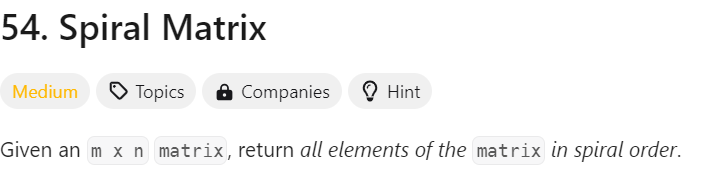 54. Spiral Matrix
Medium Topics Companies Hint
Given an m x n matrix, return all elements of the matrix in spiral order.